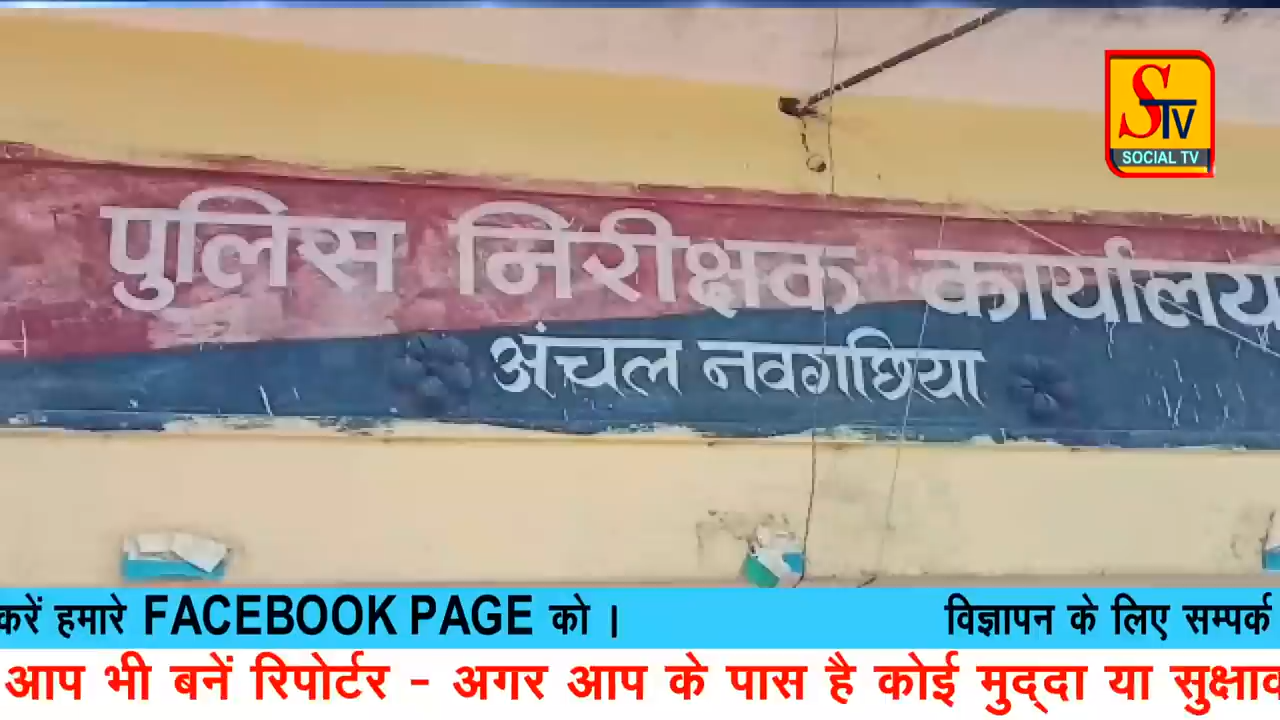 STV
SOCIAL TV
पुलिस निरीक्षक कार्यालय
अंचल नवगछिया
करें हमारे FACEBOOK PAGE को ।
विज्ञापन के लिए सम्पर्क
आप भी बनें रिपोर्टर - अगर आप के पास है कोई मुद्दा या